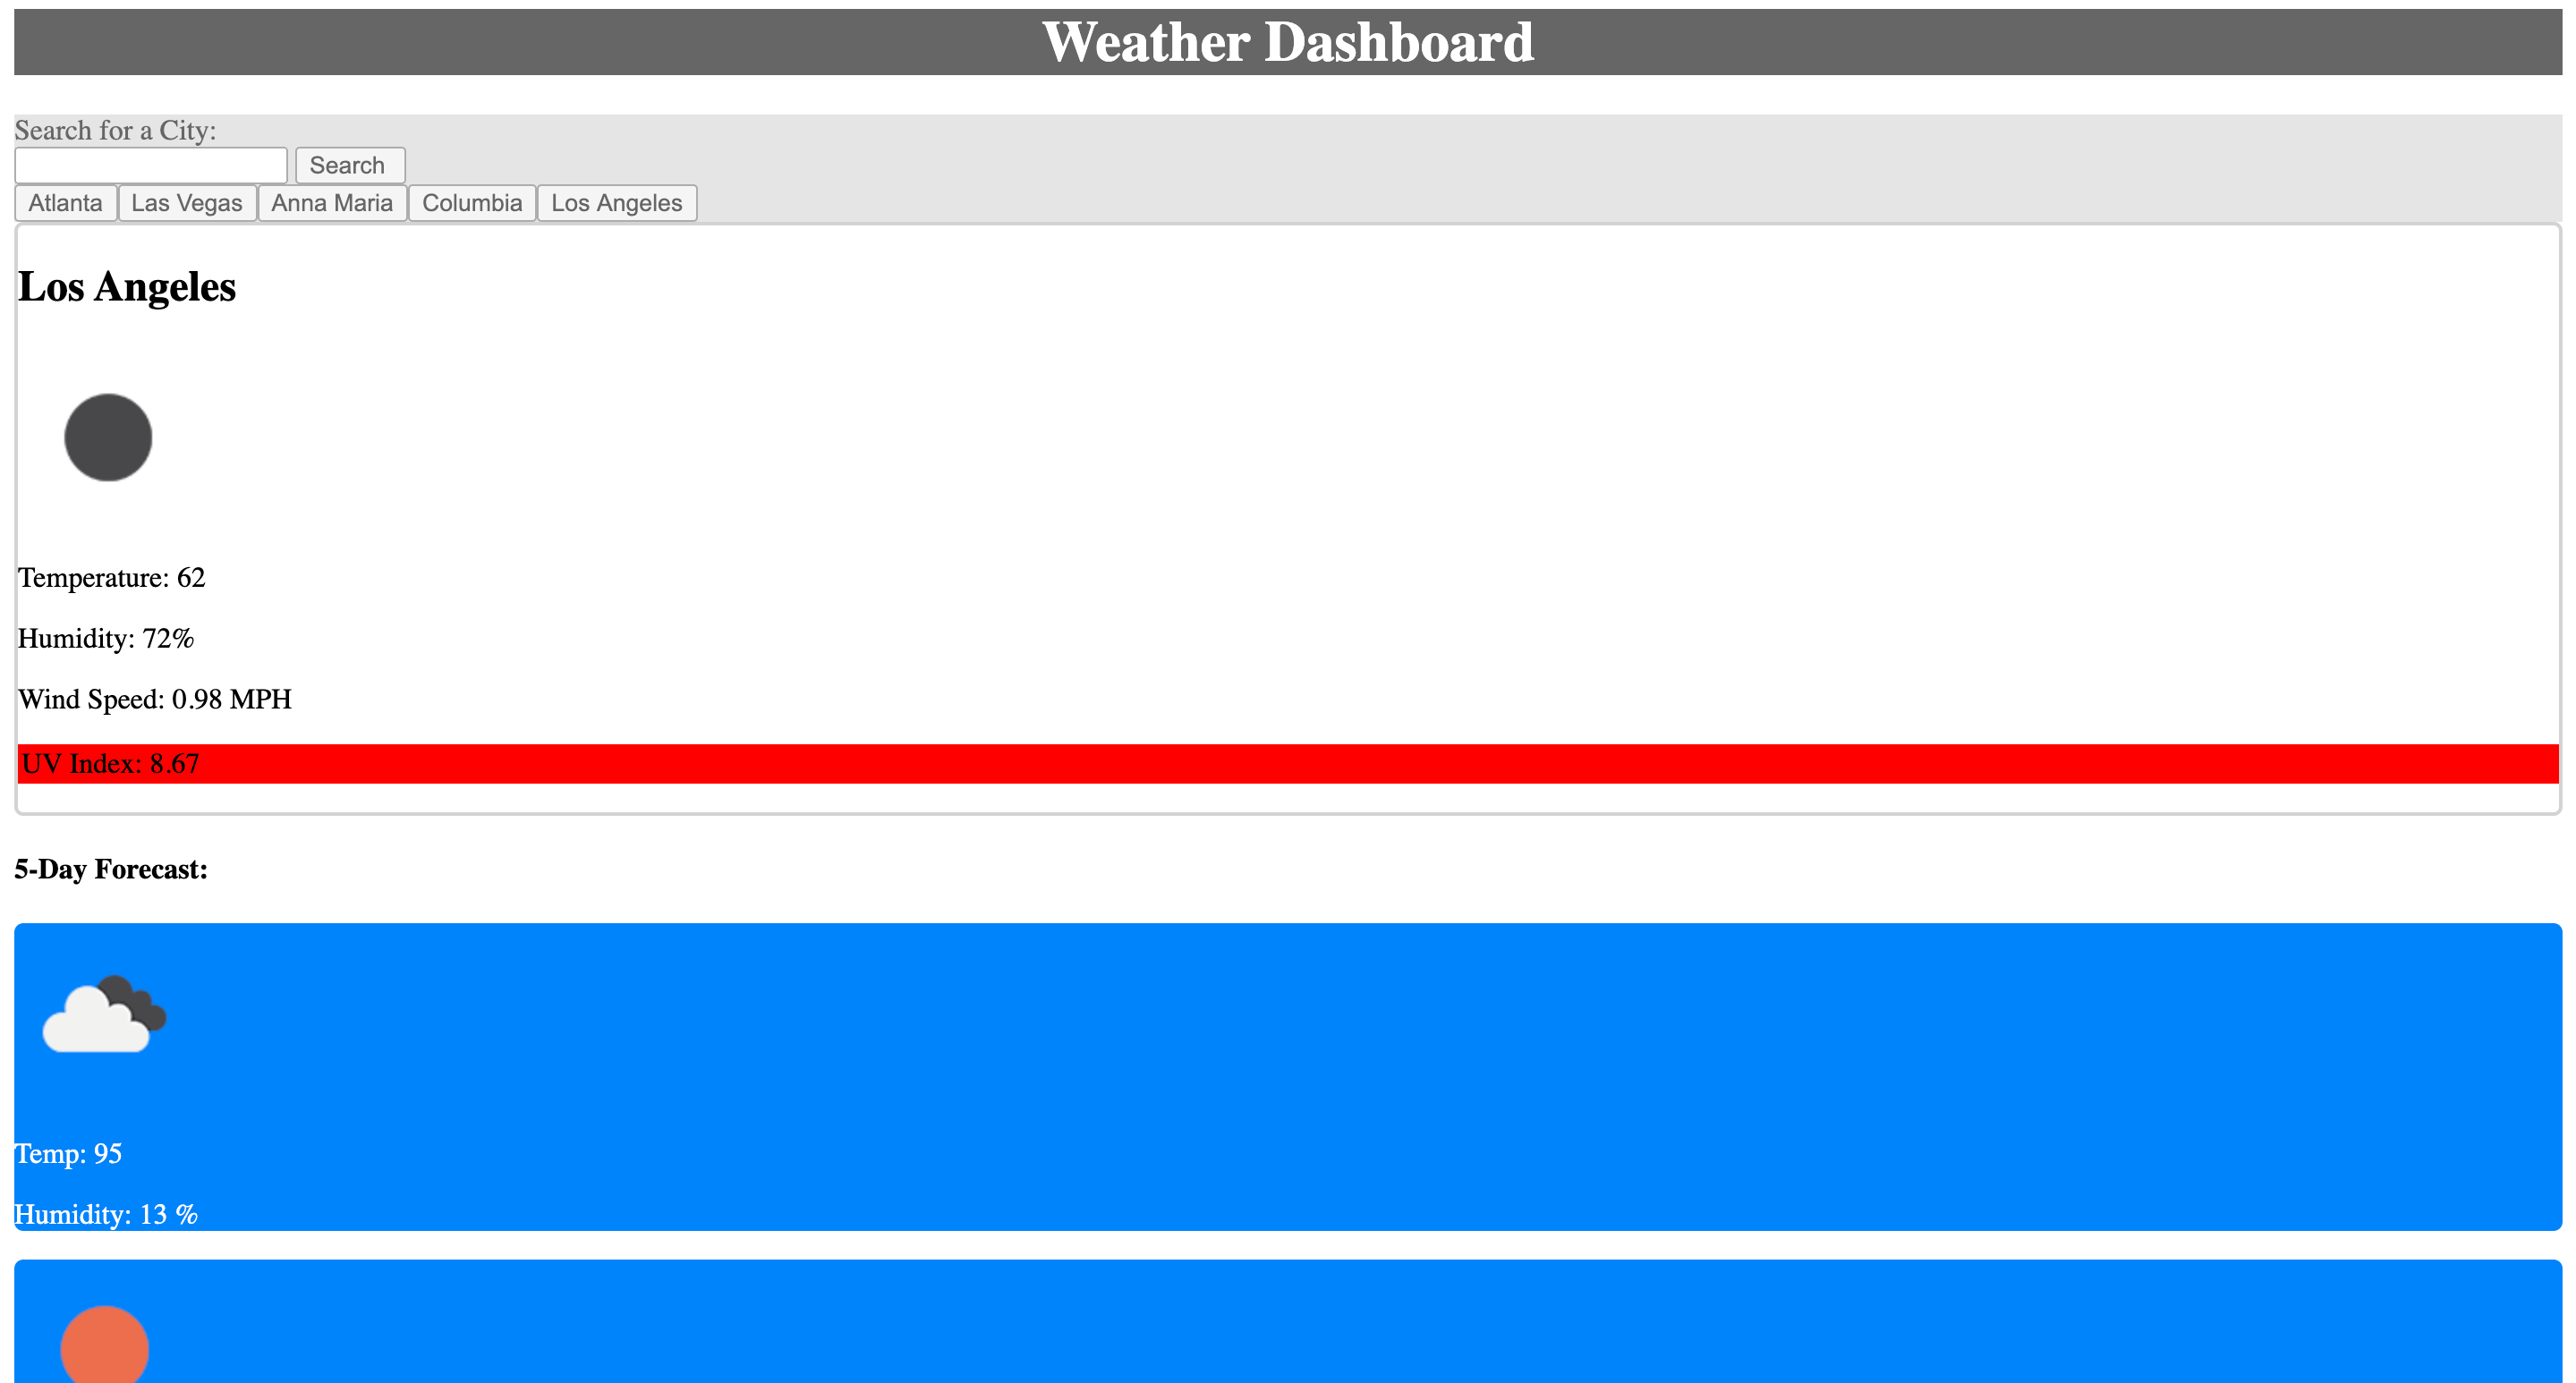 Weather Dashboard
Search for a City:
Search
Atlanta Las Vegas Anna Maria Columbia Los Angeles
Los Angeles
Temperature: 62
Humidity: 72%
Wind Speed: 0.98 MPH
UV Index: 8.67
5-Day Forecast:
Temp: 95
Humidity: 13 %